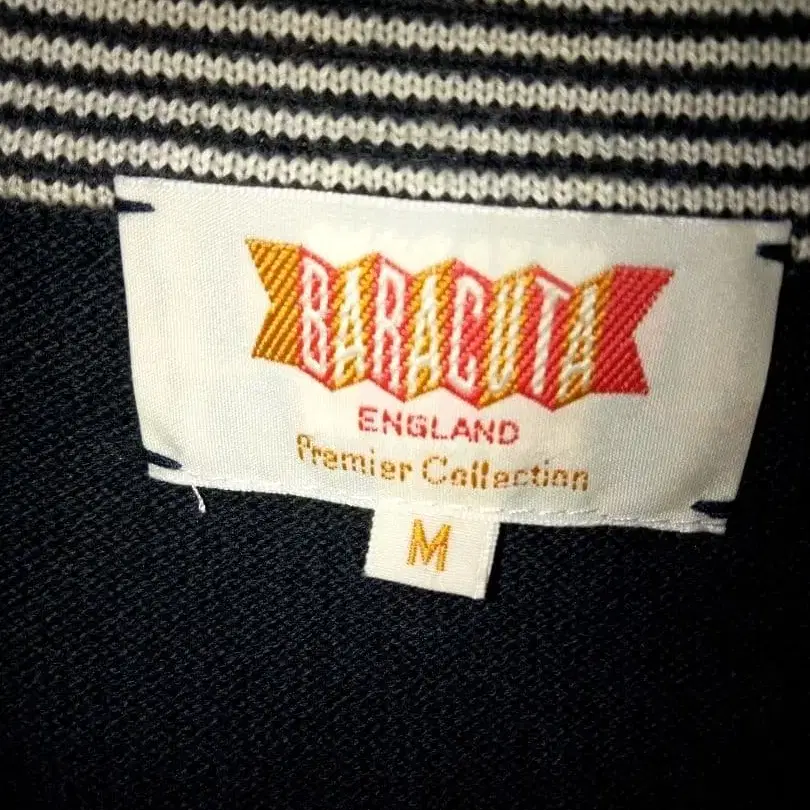 BARACUTA
ENGLAND
Premier Collection
M